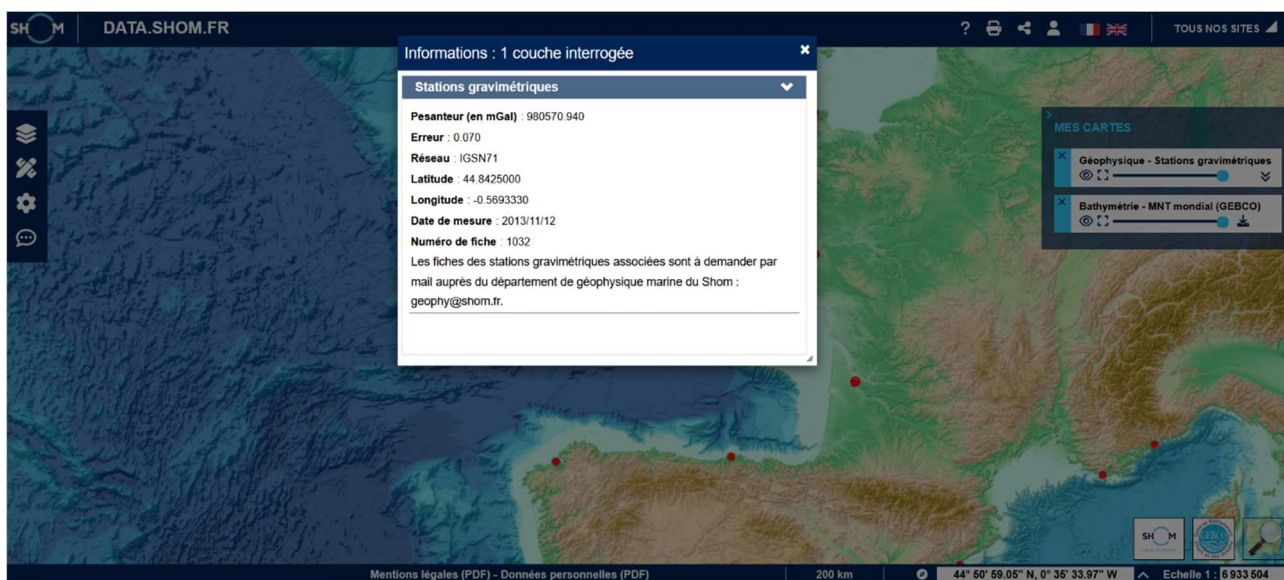 SHOM
DATA.SHOM.FR
?
TOUS NOS SITES
Informations : 1 couche interrogée
Stations gravimétriques
Pesanteur (en mGal) : 980570.940
Erreur : 0.070
Réseau : IGSN71
Latitude : 44.8425000
Longitude : -0.5693330
Date de mesure : 2013/11/12
Numéro de fiche : 1032
Les fiches des stations gravimétriques associées sont à demander par
mail auprès du département de géophysique marine du Shom :
geophy@shom.fr.
MES CARTES
Géophysique - Stations gravimétriques
Bathymétrie - MNT mondial (GEBCO)
SHOM
GEBCO
Mentions légales (PDF) - Données personnelles (PDF)
200 km
44° 50' 59.05" N, 0° 35' 33.97" W
Echelle 1 : 6 933 504